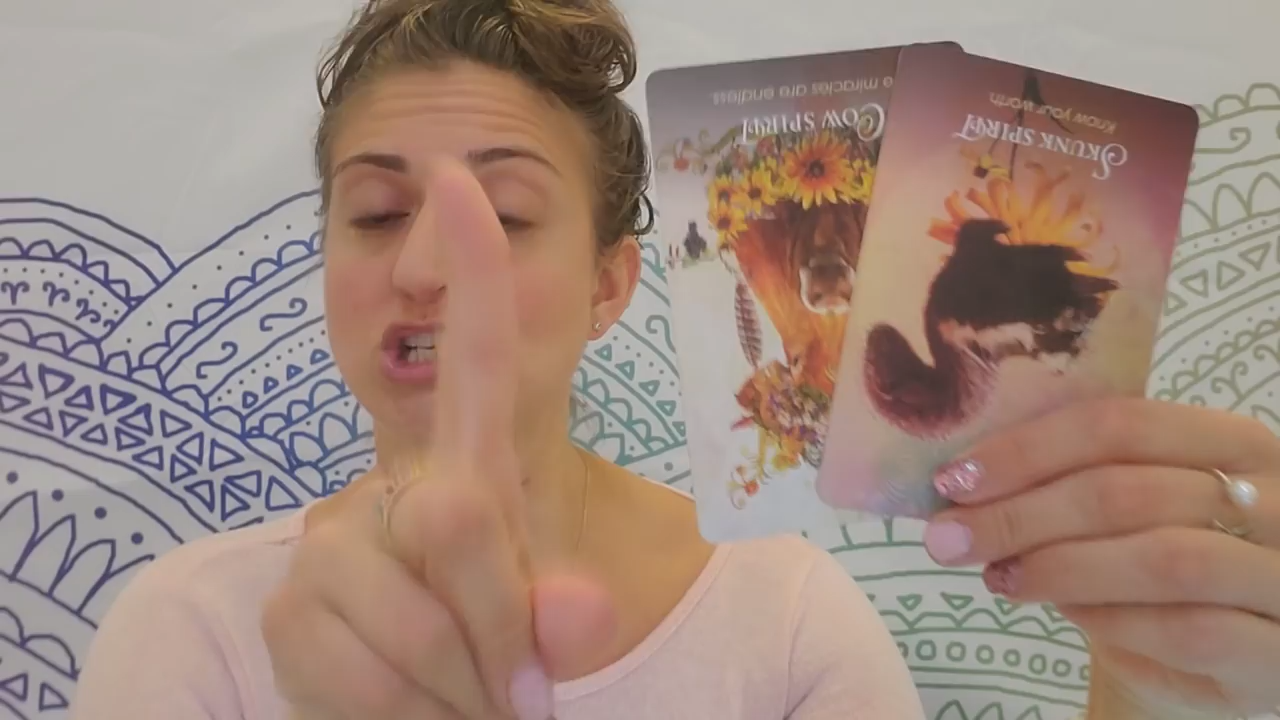 COW SPIRIT
e miracles are endless.
SKUNK SPIRIT
Know your worth.